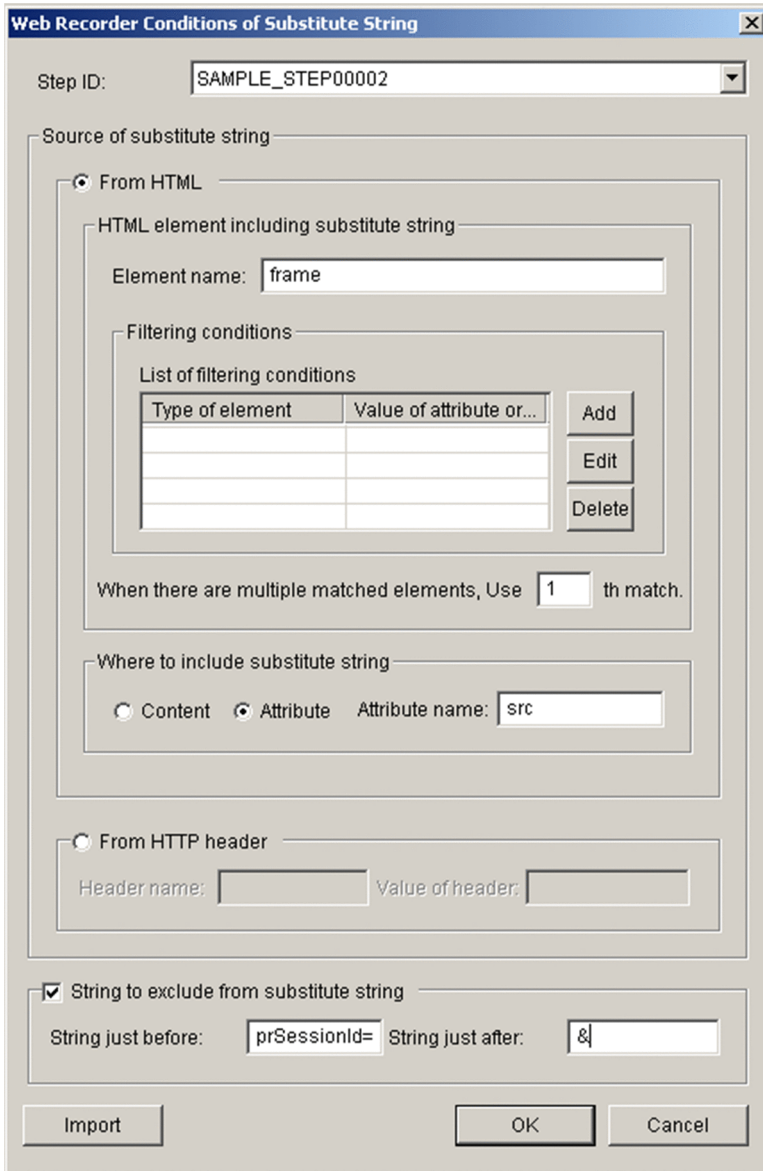 Web Recorder Conditions of Substitute String
Step ID: SAMPLE_STEP00002
Source of substitute string
From HTML
HTML element including substitute string
Element name: frame
Filtering conditions
List of filtering conditions
Type of element Value of attribute or...
Add
Edit
Delete
When there are multiple matched elements, Use 1 th match.
Where to include substitute string
Content Attribute Attribute name: src
From HTTP header
Header name: Value of header:
String to exclude from substitute string
String just before: prSessionId= String just after: &
Import OK Cancel